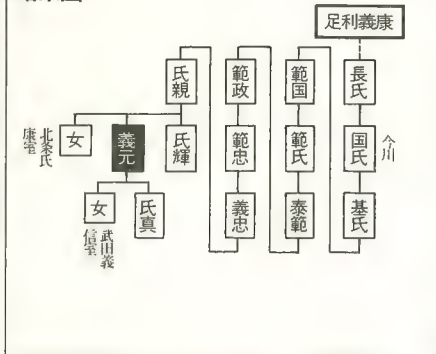 足利義康
長氏
今川
国氏
基氏
範国
範氏
泰範
範政
範忠
義忠
氏親
氏輝
義元
女
北条氏
康室
氏真
女
武田義
信室